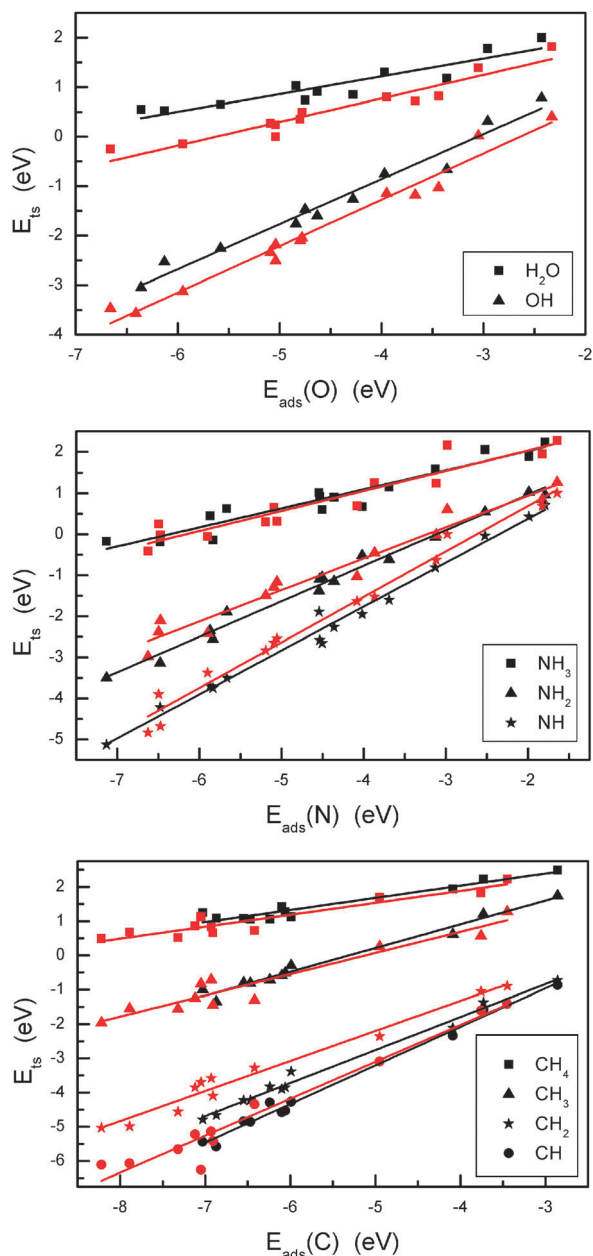 2
1
0
-1
-2
-3
-4
E_ts (eV)
H₂O
OH
-7 -6 -5 -4 -3 -2
E_ads(O) (eV)
2
1
0
-1
-2
-3
-4
-5
E_ts (eV)
NH₃
NH₂
NH
-7 -6 -5 -4 -3 -2
E_ads(N) (eV)
2
1
0
-1
-2
-3
-4
-5
-6
E_ts (eV)
CH₄
CH₃
CH₂
CH
-8 -7 -6 -5 -4 -3
E_ads(C) (eV)